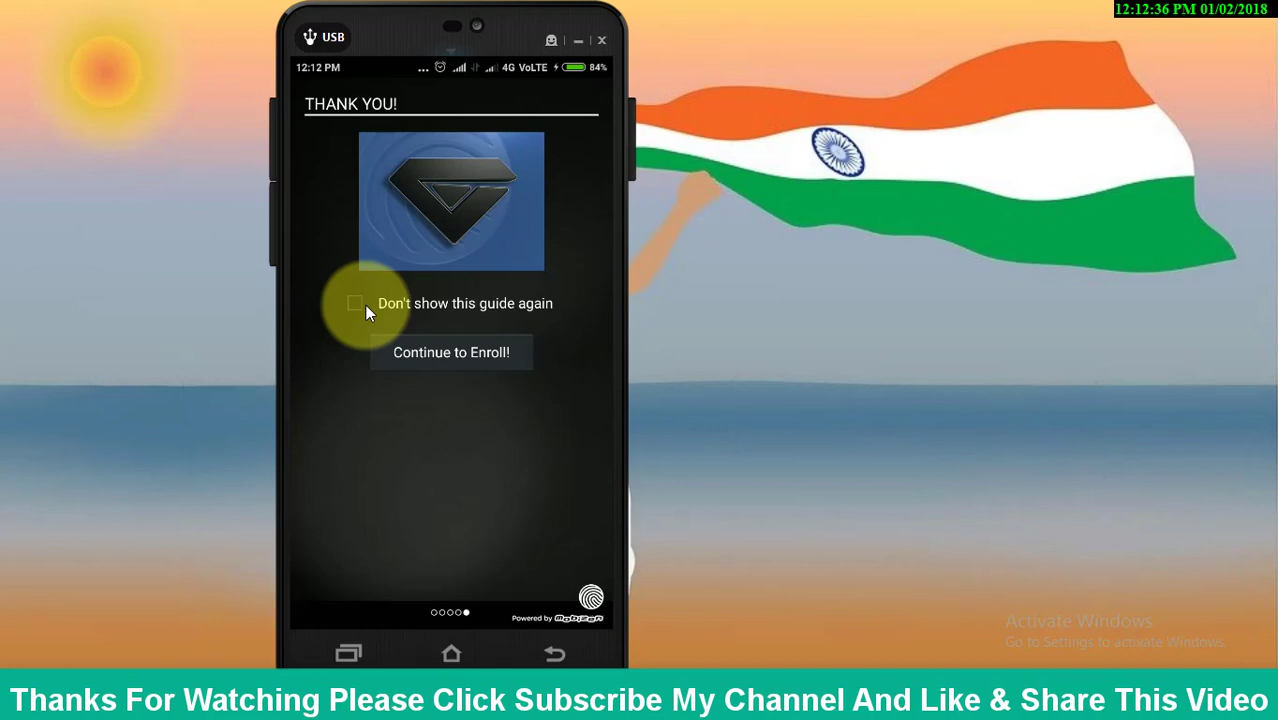 12:12:36 PM 01/02/2018
USB
12:12 PM
4G VoLTE
84%
THANK YOU!
Don't show this guide again
Continue to Enroll!
Powered by Mobizen
Activate Windows
Go to Settings to activate Windows.
Thanks For Watching Please Click Subscribe My Channel And Like & Share This Video